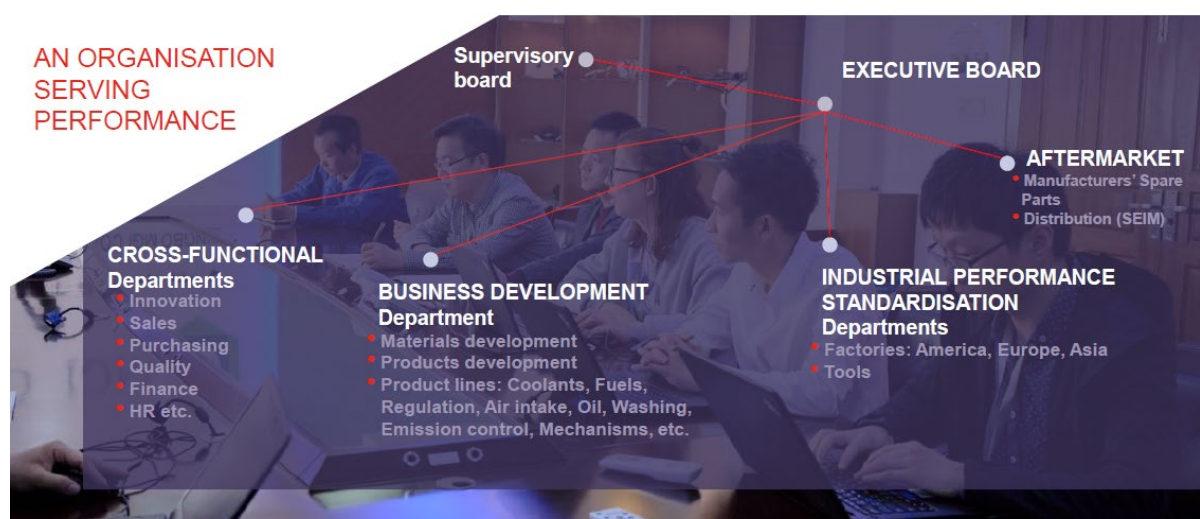 AN ORGANISATION
SERVING
PERFORMANCE
Supervisory
board
EXECUTIVE BOARD
AFTERMARKET
• Manufacturers' Spare
Parts
• Distribution (SEIM)
CROSS-FUNCTIONAL
Departments
• Innovation
• Sales
• Purchasing
• Quality
• Finance
• HR etc.
BUSINESS DEVELOPMENT
Department
• Materials development
• Products development
• Product lines: Coolants, Fuels,
Regulation, Air intake, Oil, Washing,
Emission control, Mechanisms, etc.
INDUSTRIAL PERFORMANCE
STANDARDISATION
Departments
• Factories: America, Europe, Asia
• Tools